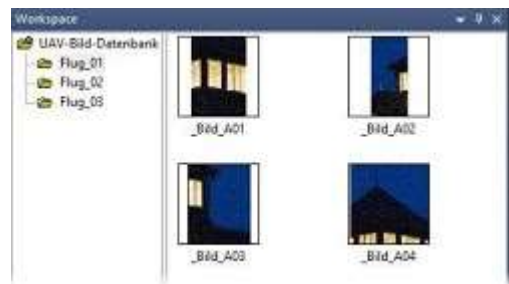 Workspace
UAV-Bild-Datenbank
Flug_01
Flug_02
Flug_03
_Bild_A01
_Bild_A02
_Bild_A03
_Bild_A04